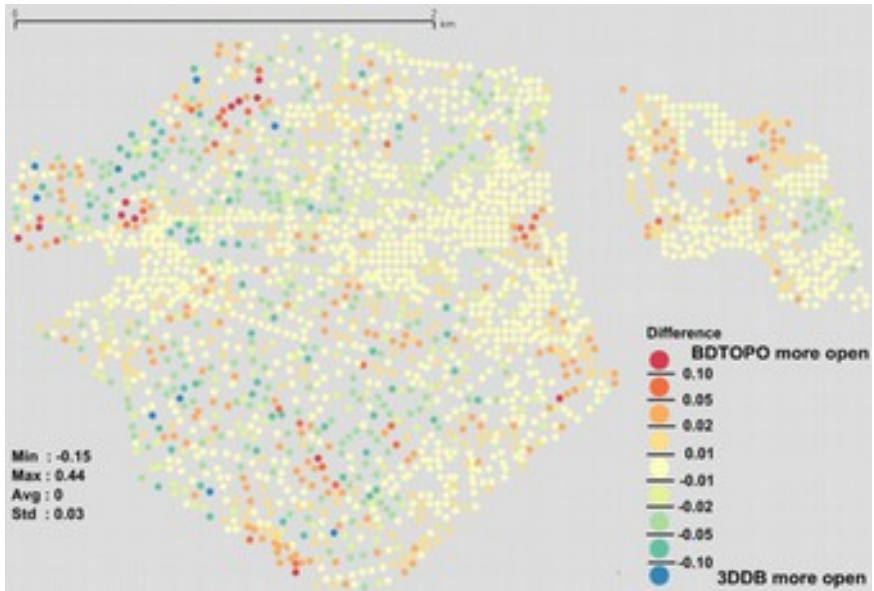 0 2
km
Difference
BDTOPO more open
0.10
0.05
0.02
0.01
-0.01
-0.02
-0.05
-0.10
3DDB more open
Min : -0.15
Max : 0.44
Avg : 0
Std : 0.03